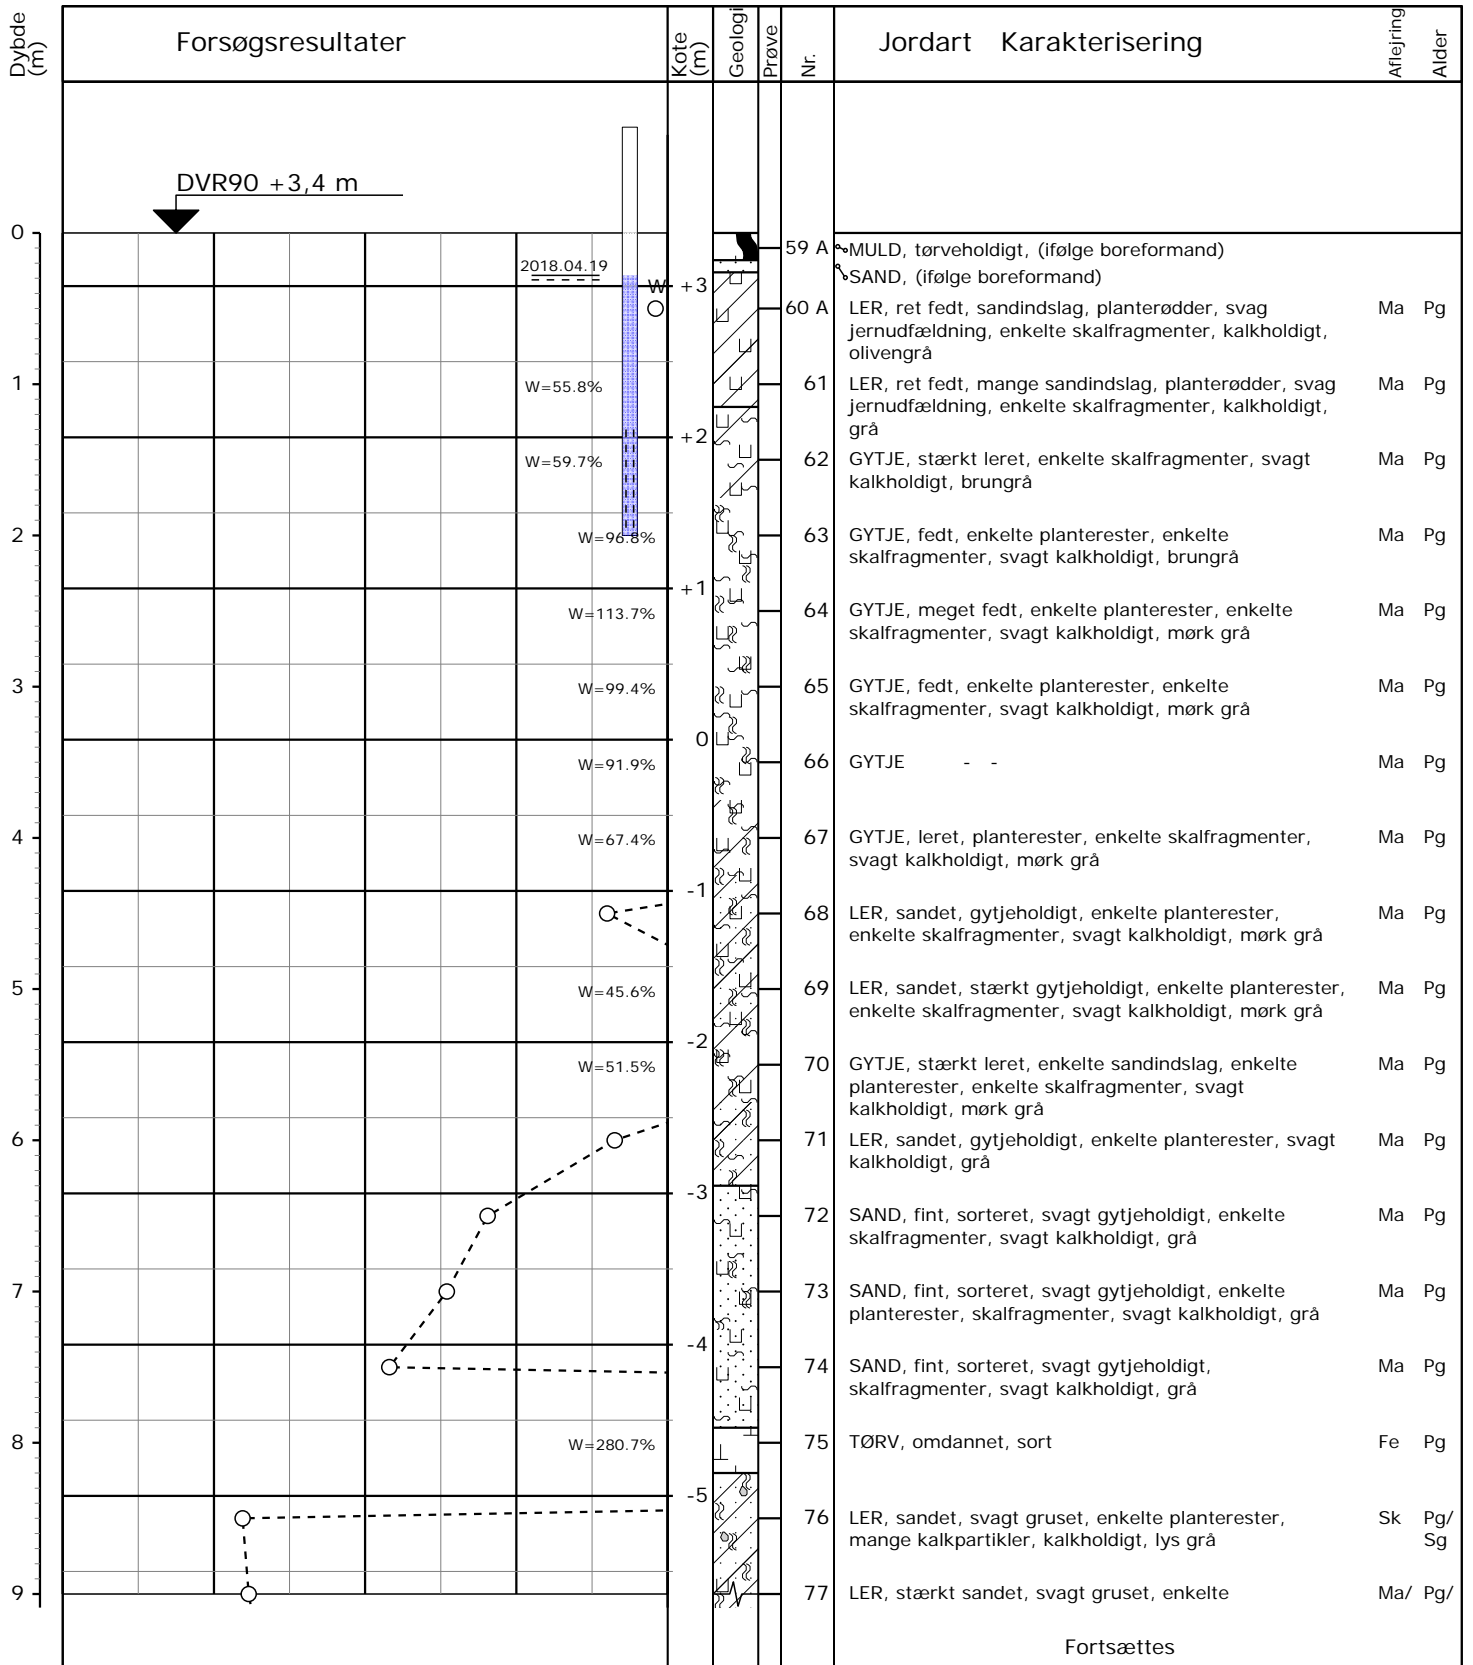 Dybde (m)
Forsøgsresultater
Kote (m)
Geologi
Prøve
Nr.
Jordart Karakterisering
Aflejring
Alder
DVR90 +3,4 m
0
59 A MULD, tørveholdigt, (ifølge boreformand)
2018.04.19
SAND, (ifølge boreformand)
W +3
60 A LER, ret fedt, sandindslag, planterødder, svag Ma Pg
jernudfældning, enkelte skalfragmenter, kalkholdigt,
olivengrå
1 W=55.8% 61 LER, ret fedt, mange sandindslag, planterødder, svag Ma Pg
jernudfældning, enkelte skalfragmenter, kalkholdigt,
grå
+2
W=59.7% 62 GYTJE, stærkt leret, enkelte skalfragmenter, svagt Ma Pg
kalkholdigt, brungrå
2 W=96.8% 63 GYTJE, fedt, enkelte planterester, enkelte Ma Pg
skalfragmenter, svagt kalkholdigt, brungrå
+1
W=113.7% 64 GYTJE, meget fedt, enkelte planterester, enkelte Ma Pg
skalfragmenter, svagt kalkholdigt, mørk grå
3 W=99.4% 65 GYTJE, fedt, enkelte planterester, enkelte Ma Pg
skalfragmenter, svagt kalkholdigt, mørk grå
0
W=91.9% 66 GYTJE - - Ma Pg
4 W=67.4% 67 GYTJE, leret, planterester, enkelte skalfragmenter, Ma Pg
svagt kalkholdigt, mørk grå
-1
68 LER, sandet, gytjeholdigt, enkelte planterester, Ma Pg
enkelte skalfragmenter, svagt kalkholdigt, mørk grå
5 W=45.6% 69 LER, sandet, stærkt gytjeholdigt, enkelte planterester, Ma Pg
enkelte skalfragmenter, svagt kalkholdigt, mørk grå
-2
W=51.5% 70 GYTJE, stærkt leret, enkelte sandindslag, enkelte Ma Pg
planterester, enkelte skalfragmenter, svagt
kalkholdigt, mørk grå
6 71 LER, sandet, gytjeholdigt, enkelte planterester, svagt Ma Pg
kalkholdigt, grå
-3
72 SAND, fint, sorteret, svagt gytjeholdigt, enkelte Ma Pg
skalfragmenter, svagt kalkholdigt, grå
7 73 SAND, fint, sorteret, svagt gytjeholdigt, enkelte Ma Pg
planterester, skalfragmenter, svagt kalkholdigt, grå
-4
74 SAND, fint, sorteret, svagt gytjeholdigt, Ma Pg
skalfragmenter, svagt kalkholdigt, grå
8 W=280.7% 75 TØRV, omdannet, sort Fe Pg
-5
76 LER, sandet, svagt gruset, enkelte planterester, Sk Pg/
mange kalkpartikler, kalkholdigt, lys grå Sg
9 77 LER, stærkt sandet, svagt gruset, enkelte Ma/ Pg/
Fortsættes